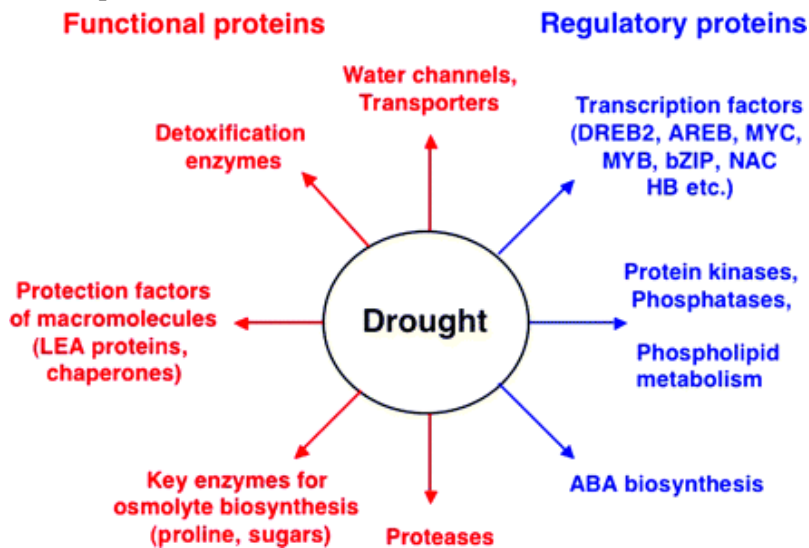 Functional proteins
Regulatory proteins
Water channels,
Transporters
Detoxification
enzymes
Transcription factors
(DREB2, AREB, MYC,
MYB, bZIP, NAC
HB etc.)
Protection factors
of macromolecules
(LEA proteins,
chaperones)
Drought
Protein kinases,
Phosphatases,
Phospholipid
metabolism
Key enzymes for
osmolyte biosynthesis
(proline, sugars)
Proteases
ABA biosynthesis